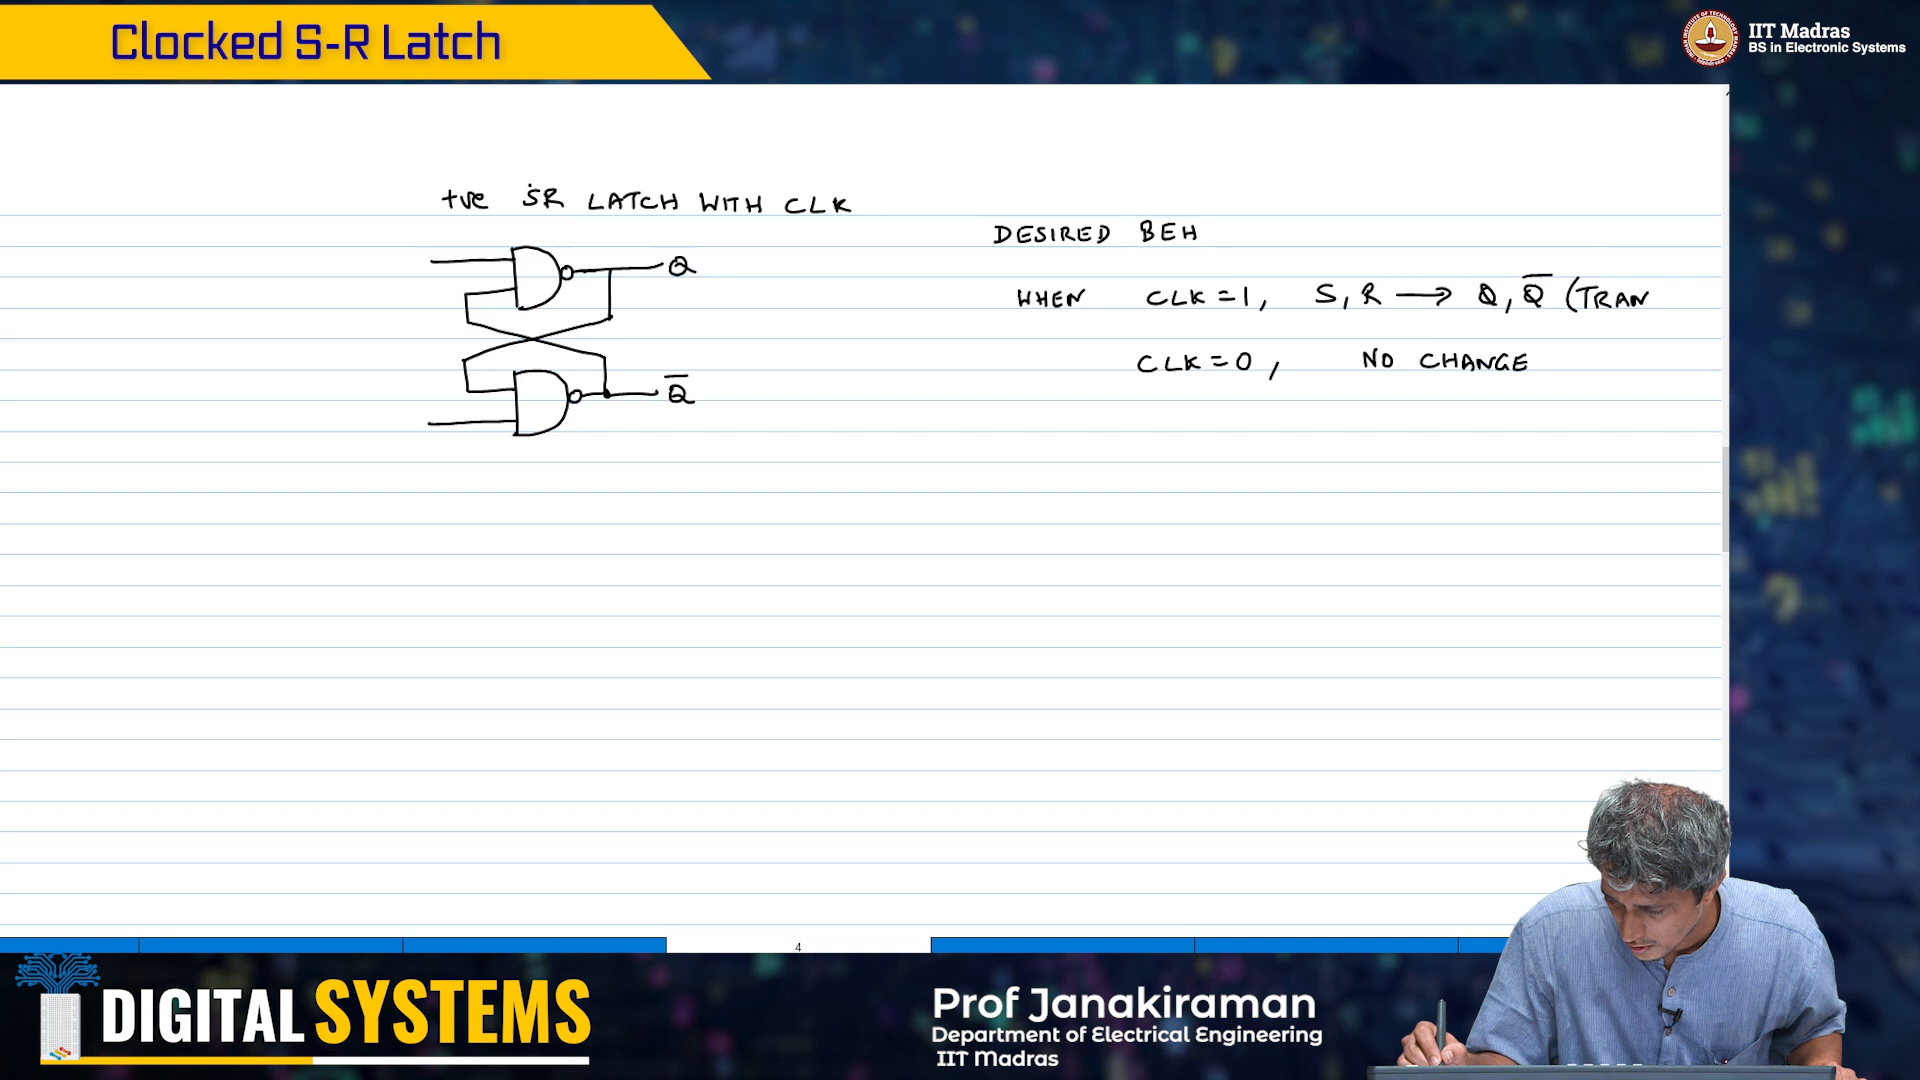 Clocked S-R Latch
IIT Madras
BS in Electronic Systems
+ve SR LATCH WITH CLK
DESIRED BEH
Q
WHEN CLK = 1, S, R → Q, Q̅ (TRAN
CLK = 0, NO CHANGE
Q̅
4
DIGITAL SYSTEMS
Prof Janakiraman
Department of Electrical Engineering
IIT Madras